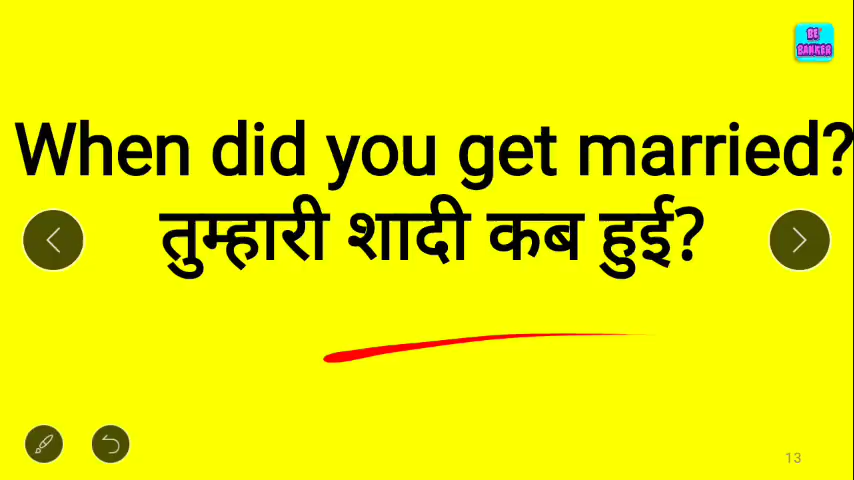 BE
BANKER
When did you get married?
तुम्हारी शादी कब हुई?
13